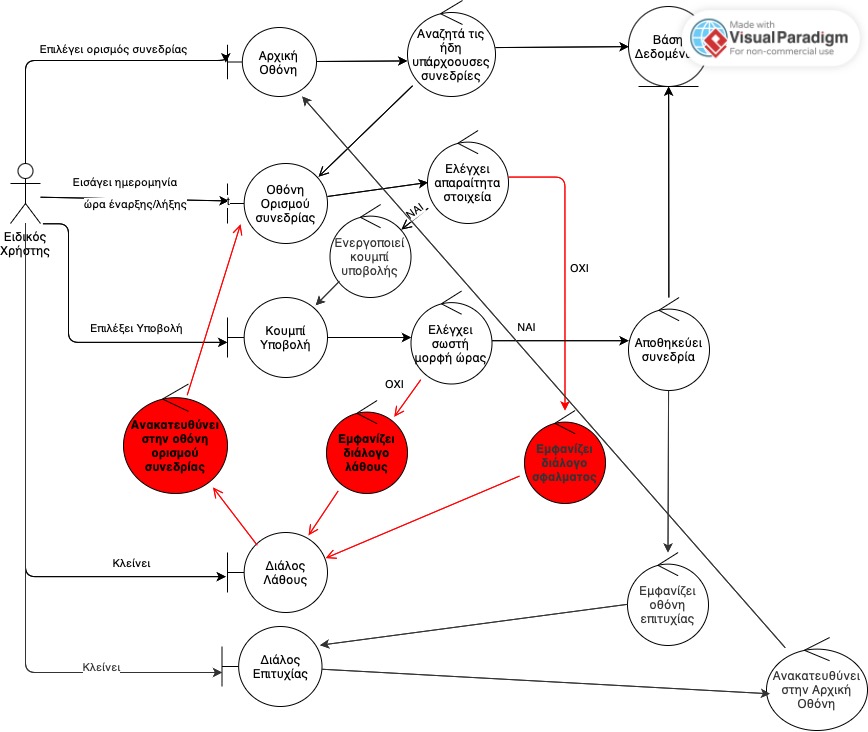 Επιλέγει ορισμός συνεδρίας
Αρχική
Οθόνη
Αναζητά τις
ήδη
υπάρχοουσες
συνεδρίες
Βάση
Δεδομένω
Made with
Visual Paradigm
For non-commercial use
Ειδικός
Χρήστης
Εισάγει ημερομηνία
ώρα έναρξης/λήξης
Οθόνη
Ορισμού
συνεδρίας
Ελέγχει
απαραίτητα
στοιχεία
ΝΑΙ
ΟΧΙ
Ενεργοποιεί
κουμπί
υποβολής
Επιλέξει Υποβολή
Κουμπί
Υποβολή
Ελέγχει
σωστή
μορφή ώρας
ΝΑΙ
Αποθηκεύει
συνεδρία
ΟΧΙ
Ανακατευθύνει
στην οθόνη
ορισμού
συνεδρίας
Εμφανίζει
διάλογο
λάθους
Εμφανίζει
διάλογο
σφαλματος
Κλείνει
Διάλος
Λάθους
Εμφανίζει
οθόνη
επιτυχίας
Κλείνει
Διάλος
Επιτυχίας
Ανακατευθύνει
στην Αρχική
Οθόνη